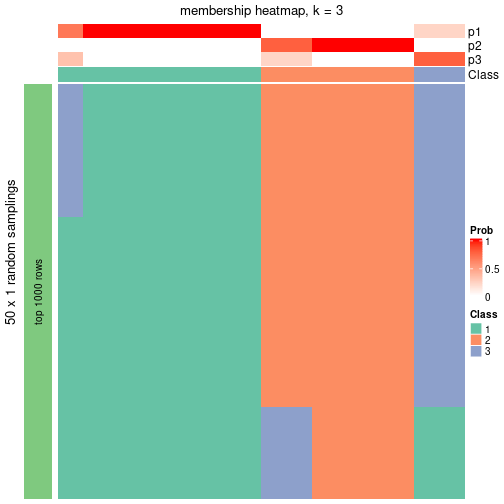 membership heatmap, k = 3
p1
p2
p3
Class
50 x 1 random samplings
top 1000 rows
Prob
1
0.5
0
Class
1
2
3